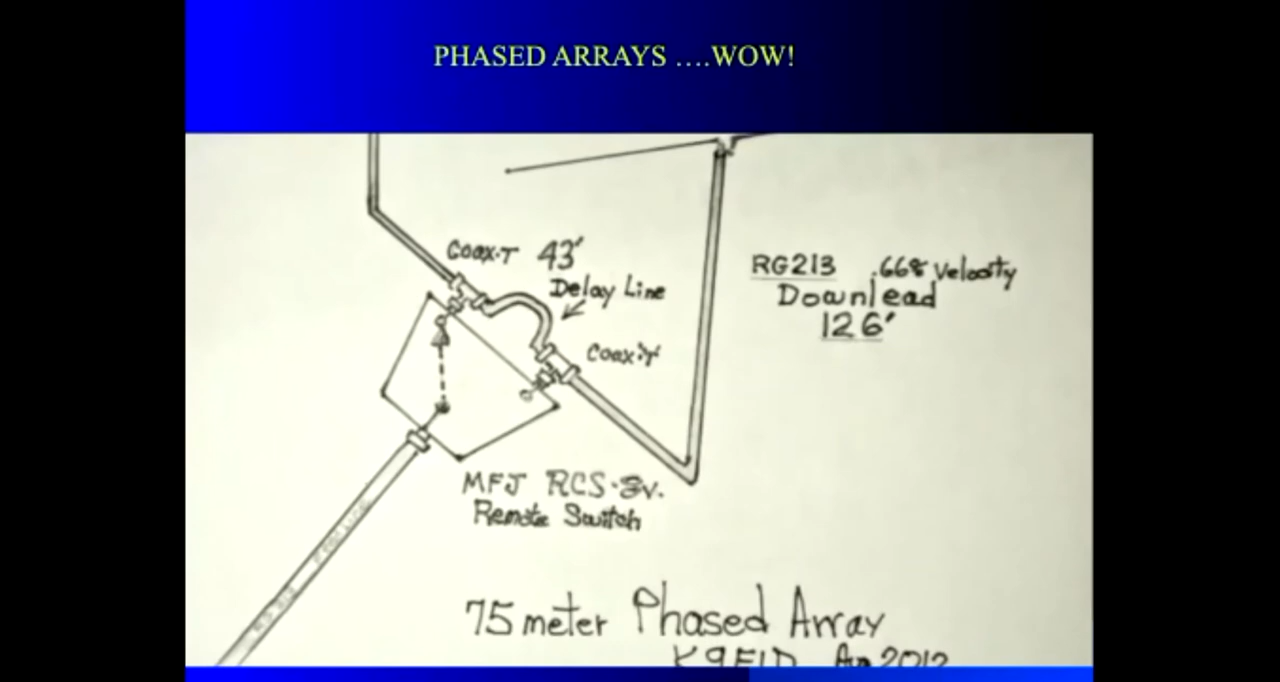 PHASED ARRAYS ....WOW!
Coax-T 43'
Delay Line
RG213 .66% Velocity
Downlead
126'
Coax-T
MFJ RCS-8v.
Remote Switch
75 meter Phased Array
2012